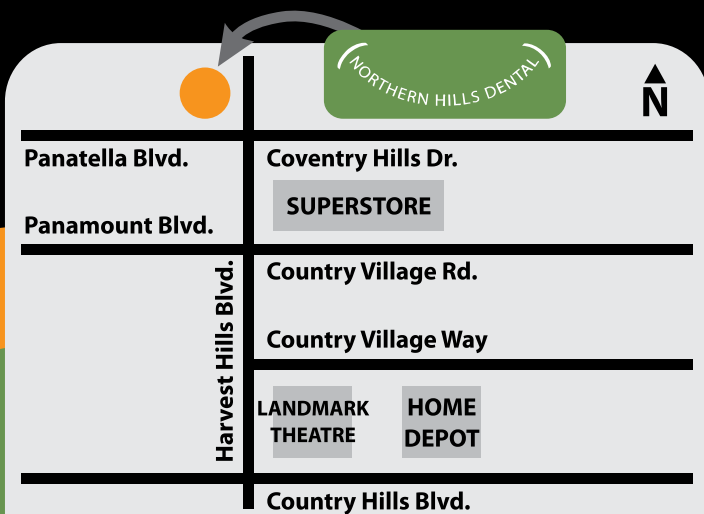 NORTHERN HILLS DENTAL
N
Panatella Blvd.
Coventry Hills Dr.
SUPERSTORE
Panamount Blvd.
Country Village Rd.
Harvest Hills Blvd.
Country Village Way
LANDMARK
THEATRE
HOME
DEPOT
Country Hills Blvd.